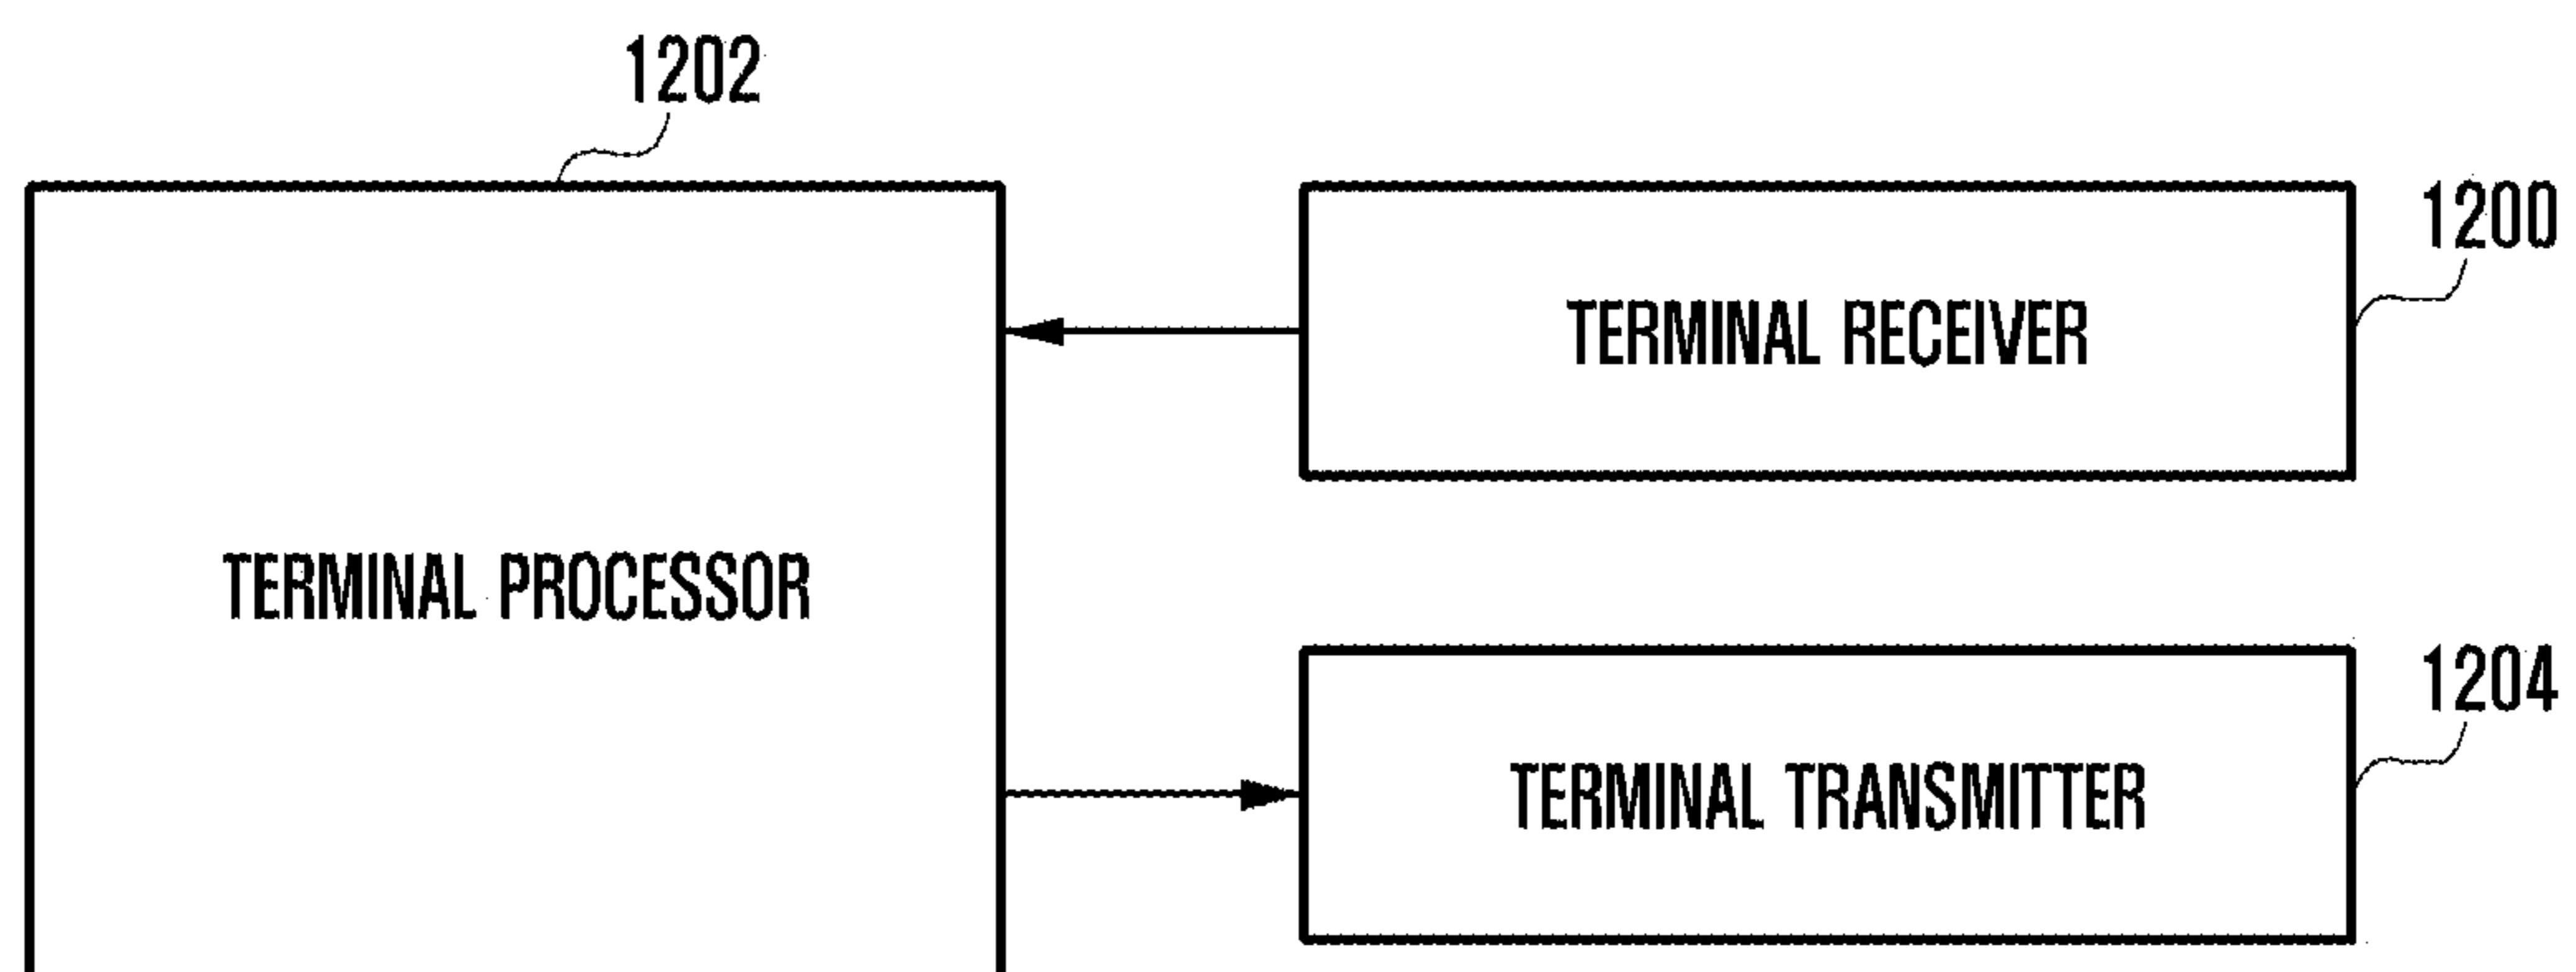 1202
1200
TERMINAL RECEIVER
TERMINAL PROCESSOR
1204
TERMINAL TRANSMITTER